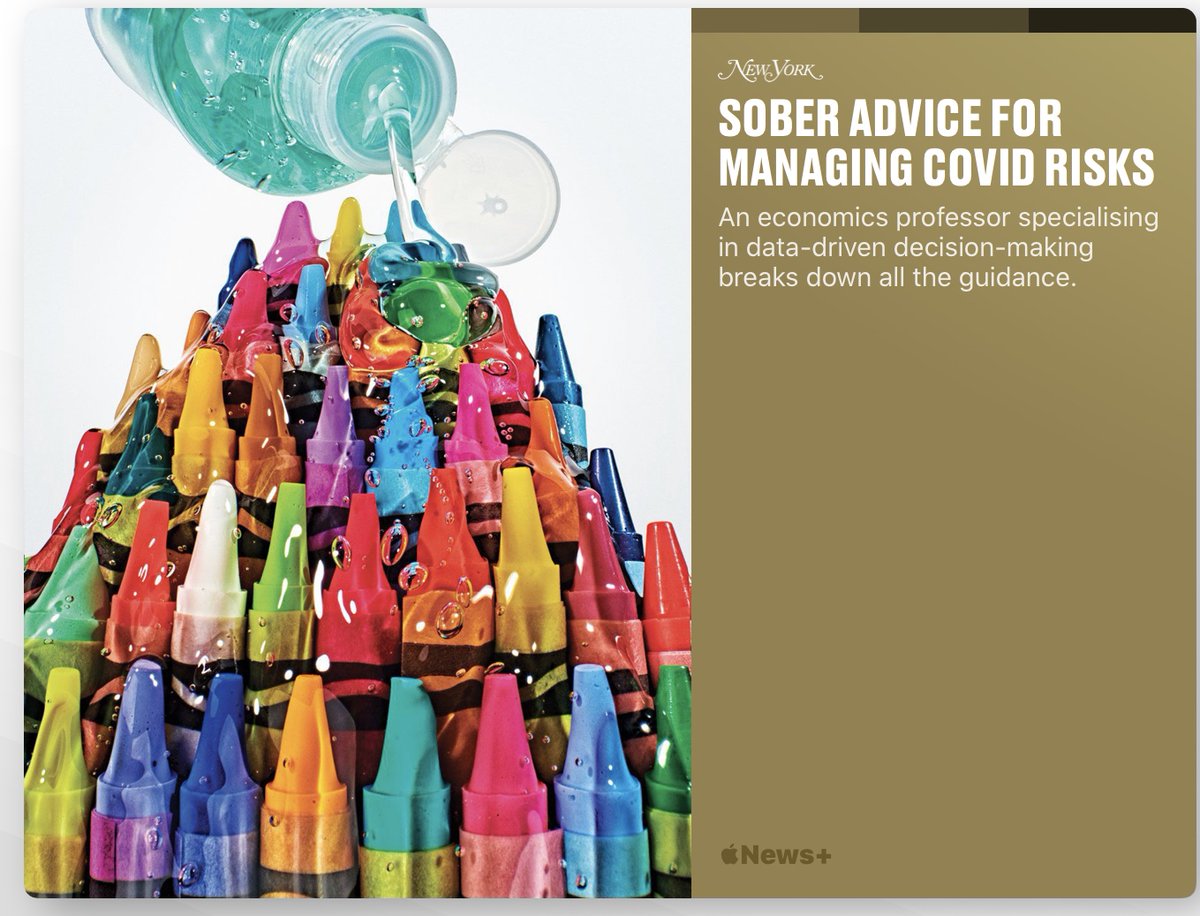 NEW YORK
SOBER ADVICE FOR
MANAGING COVID RISKS
An economics professor specialising
in data-driven decision-making
breaks down all the guidance.
News+